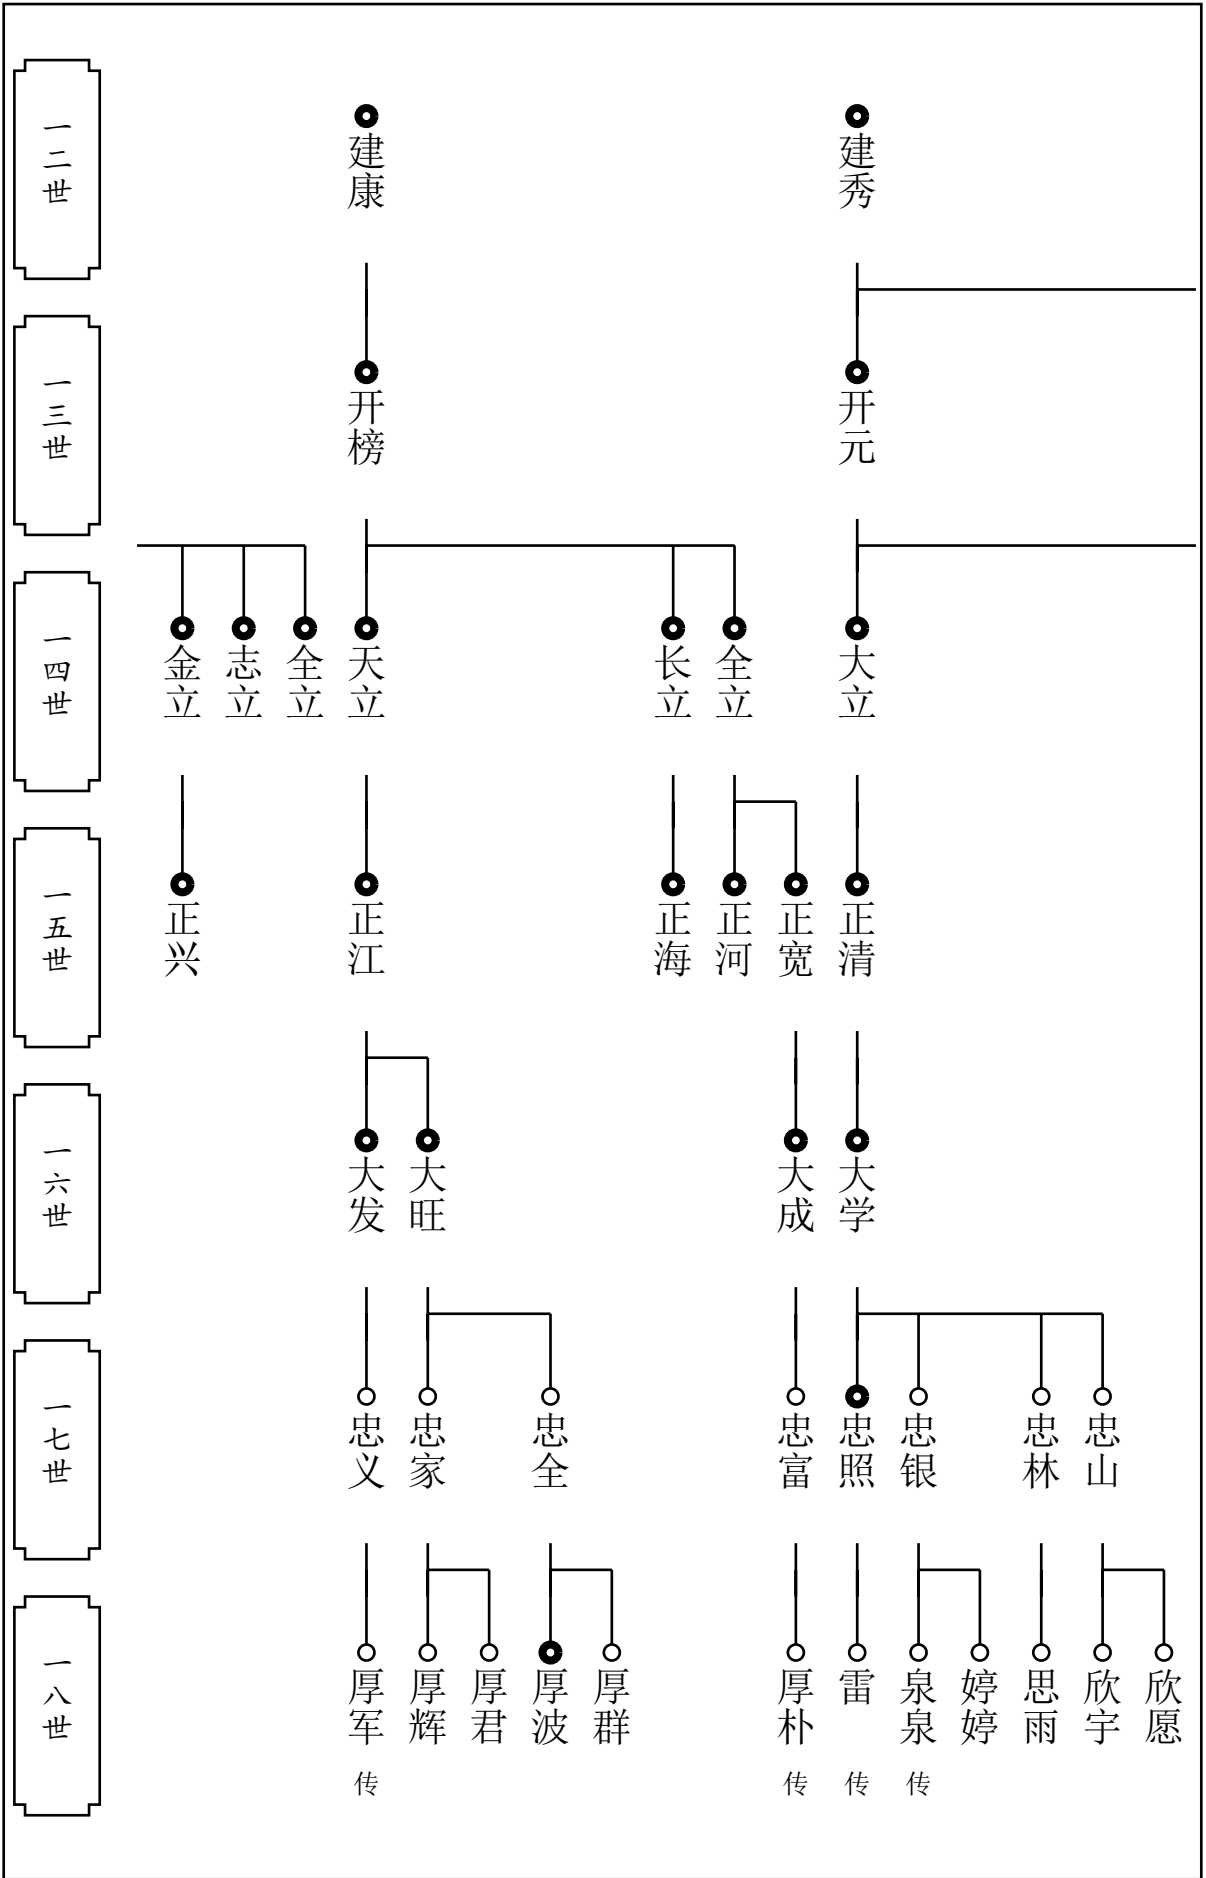 一二世
建康
建秀
一三世
开榜
开元
一四世
金立
志立
全立
天立
长立
全立
大立
一五世
正兴
正江
正海
正河
正宽
正清
一六世
大发
大旺
大成
大学
一七世
忠义
忠家
忠全
忠富
忠照
忠银
忠林
忠山
一八世
厚军
厚辉
厚君
厚波
厚群
厚朴
雷
泉泉
婷婷
思雨
欣宇
欣愿
传
传
传
传